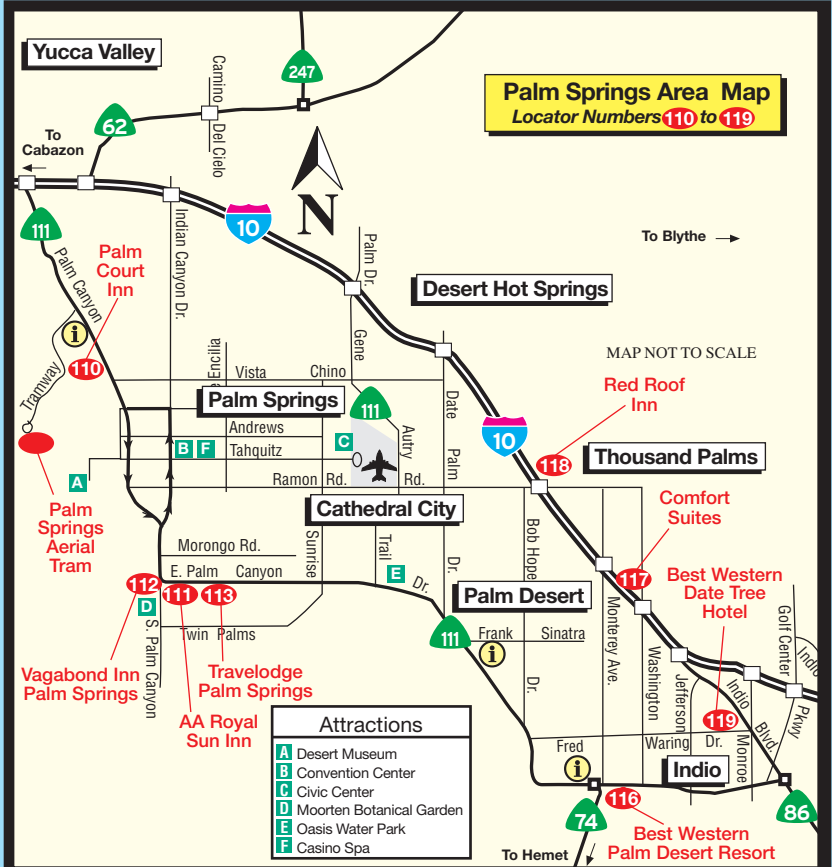 Yucca Valley
247
Camino
Del Cielo
Palm Springs Area Map
Locator Numbers 110 to 119
62
To
Cabazon
N
10
111
Palm Canyon
Palm
Court
Inn
Indian Canyon Dr.
Palm Dr.
To Blythe
Desert Hot Springs
i
110
Tramway
Encilia
Vista Chino
Gene
Autry
MAP NOT TO SCALE
Red Roof
Inn
Palm Springs
111
Date
Palm
Dr.
10
Andrews
B F
Tahquitz
C
A
118
Thousand Palms
Ramon Rd. Rd.
Palm
Springs
Aerial
Tram
Cathedral City
Comfort
Suites
Morongo Rd.
Sunrise
Trail
Bob Hope
Dr.
E. Palm Canyon Dr.
E
112
111
113
D
117
Best Western
Date Tree
Hotel
Palm Desert
S. Palm Canyon
Twin Palms
111
Frank Sinatra
i
Monterey Ave.
Washington
Jefferson
Golf Center
Pkwy
Indio
Indio
Blvd.
Vagabond Inn
Palm Springs
Travelodge
Palm Springs
AA Royal
Sun Inn
119
Monroe
Fred Waring Dr.
i
Indio
Attractions
A Desert Museum
B Convention Center
C Civic Center
D Moorten Botanical Garden
E Oasis Water Park
F Casino Spa
116
74
86
Best Western
Palm Desert Resort
To Hemet